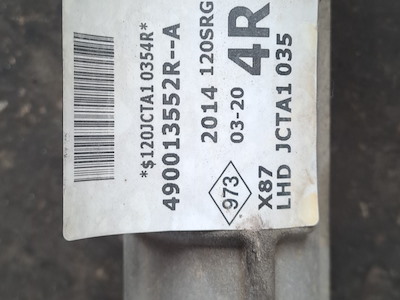 *$120JCTA1 0354R*
490013552R--A
2014 120SRG
03-20 4R
973 X87
LHD JCTA1 035